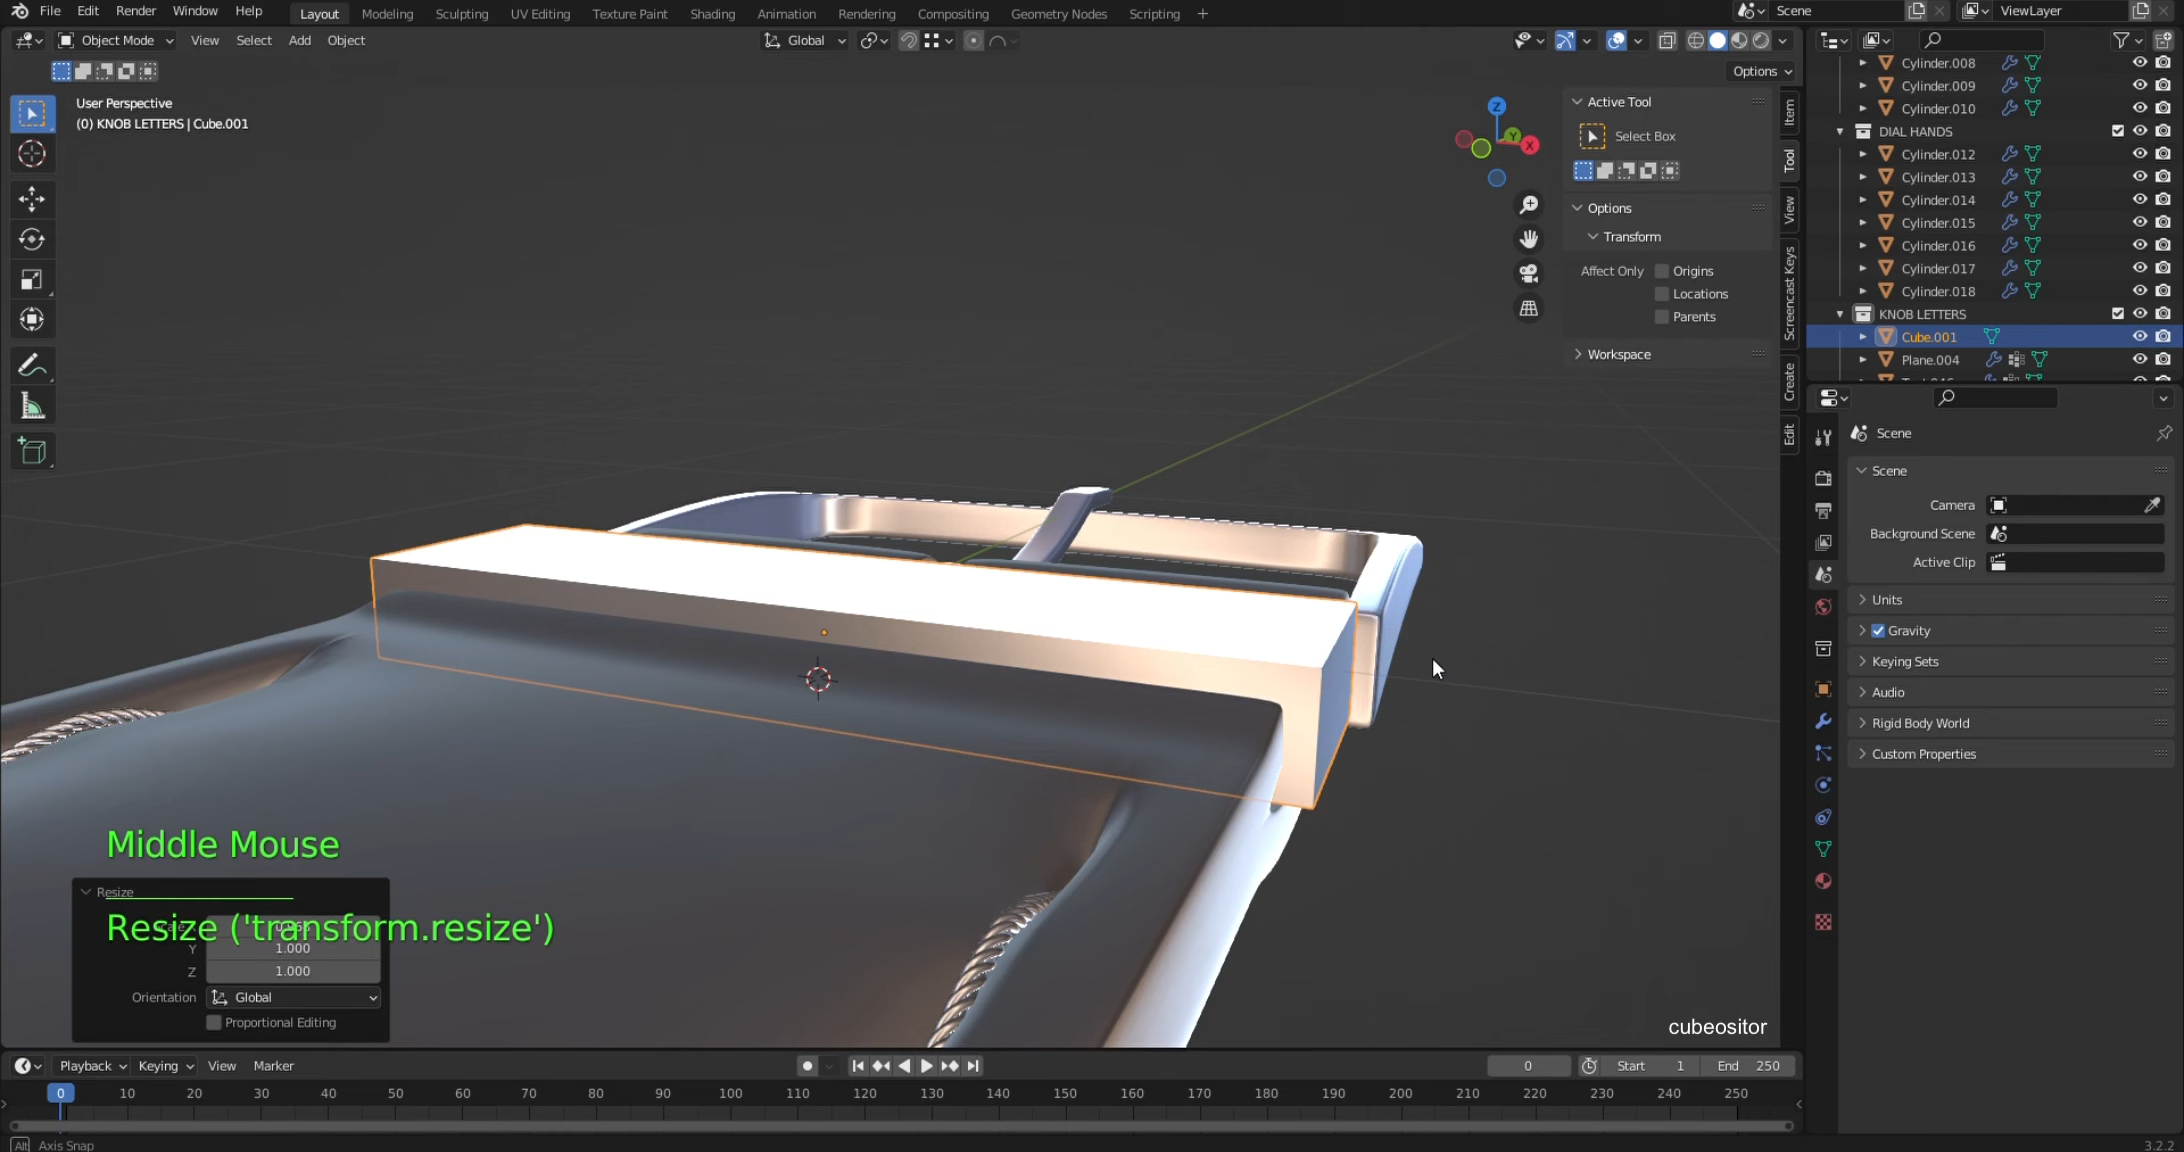 File Edit Render Window Help Layout Modeling Sculpting UV Editing Texture Paint Shading Animation Rendering Compositing Geometry Nodes Scripting + Scene ViewLayer
Object Mode View Select Add Object Global
Options
User Perspective
(0) KNOB LETTERS | Cube.001
Z
Y
X
Active Tool
Select Box
Options
Transform
Affect Only Origins
Locations
Parents
Workspace
Item
Tool
View
Screencast Keys
Create
Edit
Cylinder.008
Cylinder.009
Cylinder.010
DIAL HANDS
Cylinder.012
Cylinder.013
Cylinder.014
Cylinder.015
Cylinder.016
Cylinder.017
Cylinder.018
KNOB LETTERS
Cube.001
Plane.004
Scene
Scene
Camera
Background Scene
Active Clip
Units
Gravity
Keying Sets
Audio
Rigid Body World
Custom Properties
Middle Mouse
Resize
Resize ('transform.resize')
Y 1.000
Z 1.000
Orientation Global
Proportional Editing
cubeositor
Playback Keying View Marker 0 Start 1 End 250
0 10 20 30 40 50 60 70 80 90 100 110 120 130 140 150 160 170 180 190 200 210 220 230 240 250
Alt Axis Snap
3.2.2